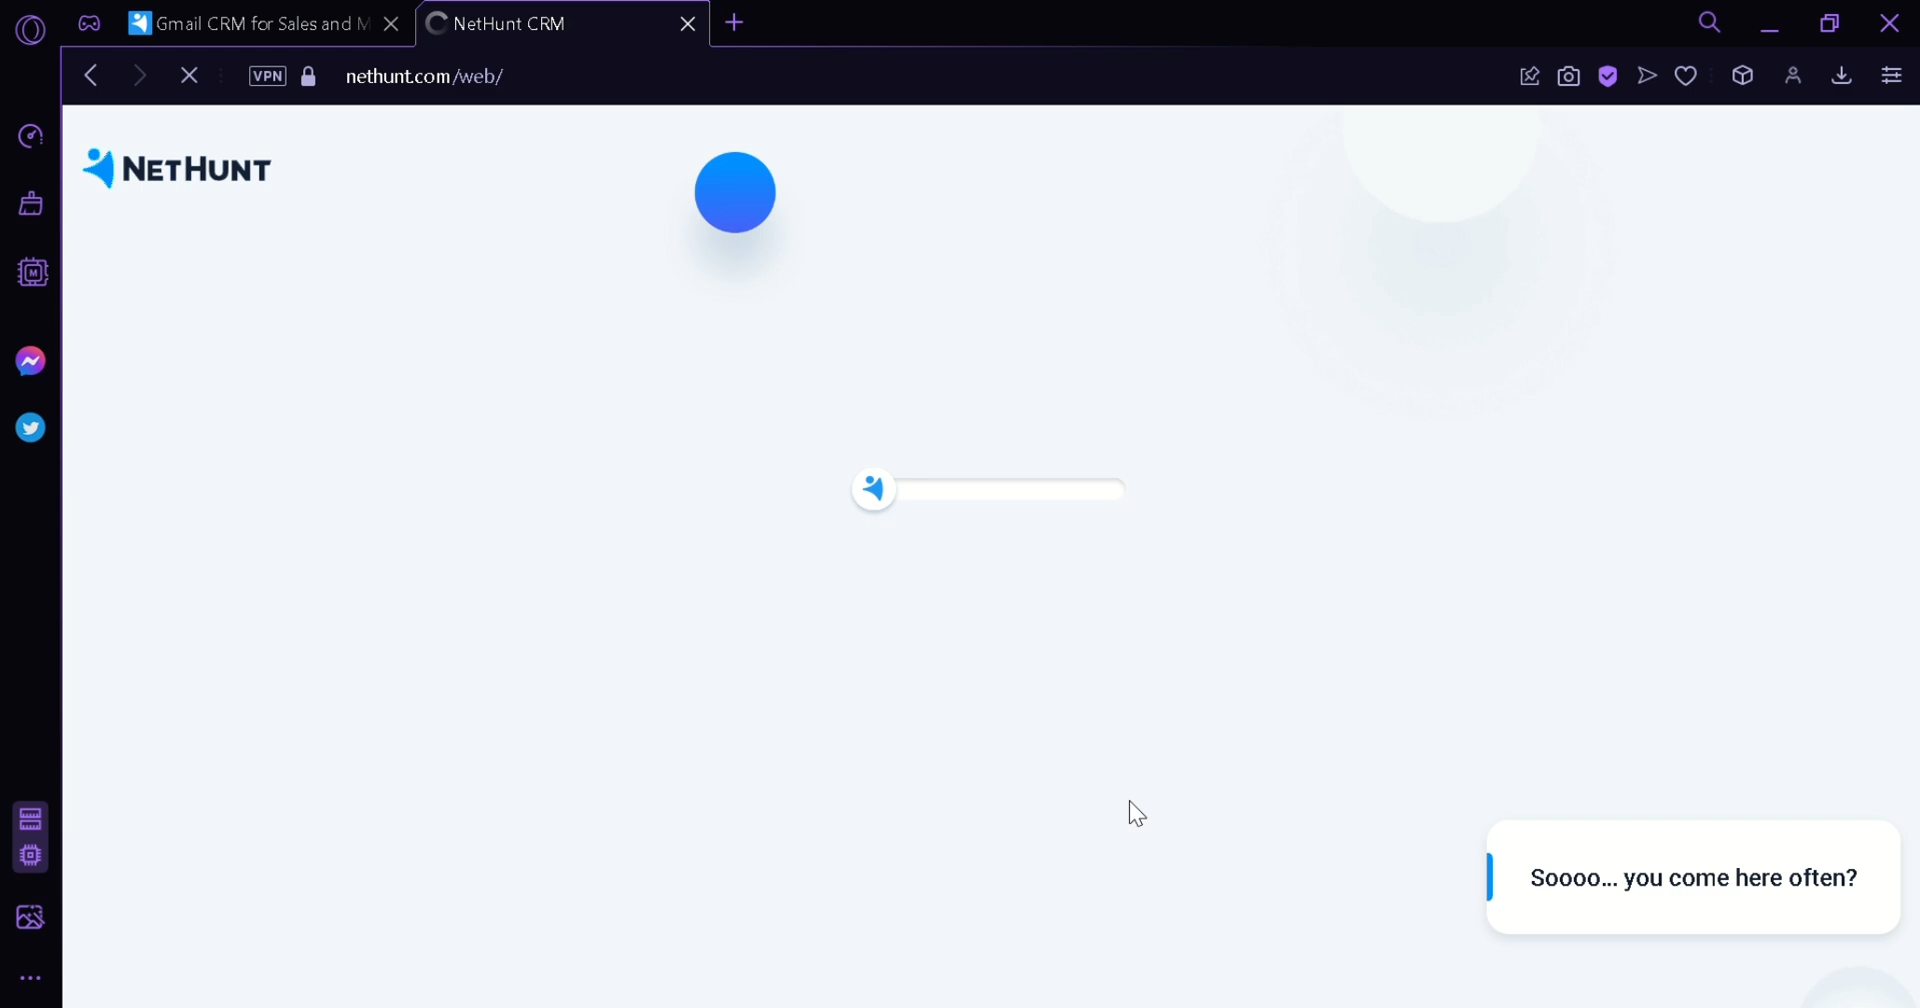 Gmail CRM for Sales and M
NetHunt CRM
VPN
nethunt.com/web/
NETHUNT
M
Soooo... you come here often?